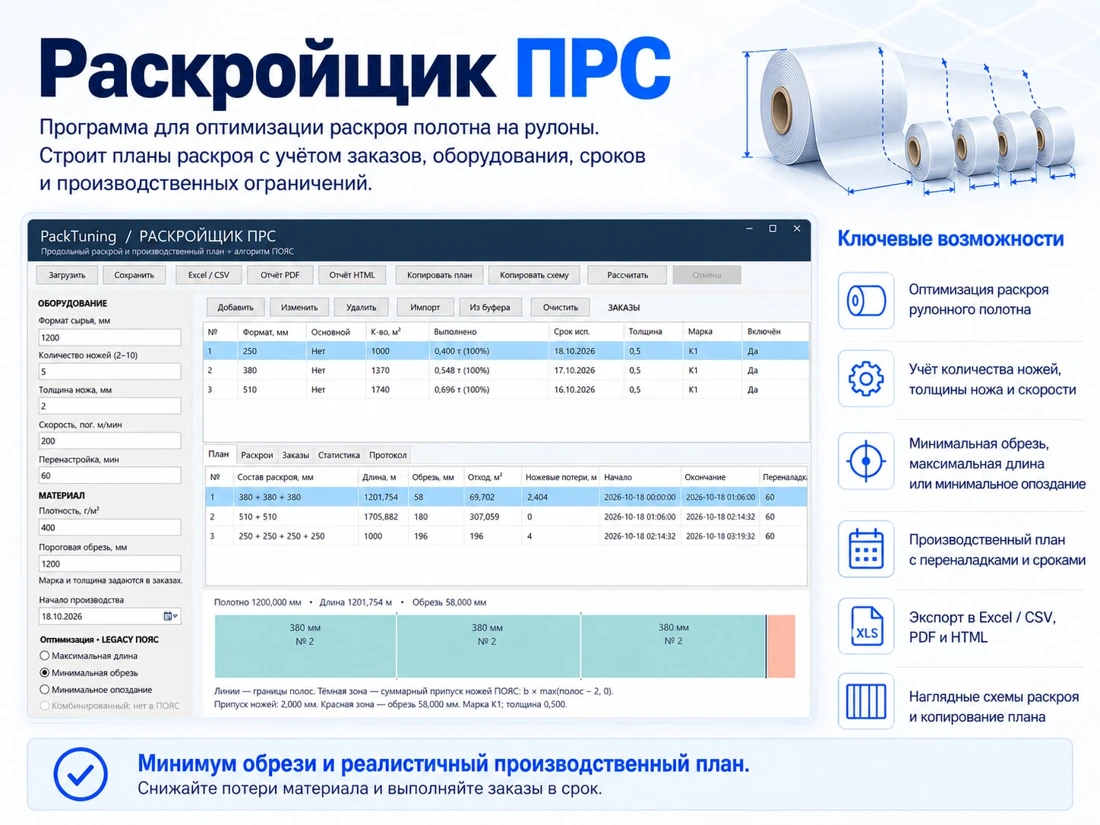 Раскройщик ПРС
Программа для оптимизации раскроя полотна на рулоны.
Строит планы раскроя с учётом заказов, оборудования, сроков
и производственных ограничений.
PackTuning / РАСКРОЙЩИК ПРС
Продольный раскрой и производственный план + алгоритм ПОЯС
Загрузить Сохранить Excel / CSV Отчёт PDF Отчёт HTML Копировать план Копировать схему Рассчитать Отмена
ОБОРУДОВАНИЕ
Формат сырья, мм
1200
Количество ножей (2–10)
5
Толщина ножа, мм
2
Скорость, пог. м/мин
200
Перенастройка, мин
60
МАТЕРИАЛ
Плотность, г/м²
400
Пороговая обрезь, мм
1200
Марка и толщина задаются в заказах.
Начало производства
18.10.2026
Оптимизация • LEGACY ПОЯС
Максимальная длина
Минимальная обрезь
Минимальное опоздание
Комбинированный: нет в ПОЯС
Добавить Изменить Удалить Импорт Из буфера Очистить ЗАКАЗЫ
№ Формат, мм Основной К-во, м² Выполнено Срок исп. Толщина Марка Включён
1 250 Нет 1000 0,400 т (100%) 18.10.2026 0,5 К1 Да
2 380 Нет 1370 0,548 т (100%) 17.10.2026 0,5 К1 Да
3 510 Нет 1740 0,696 т (100%) 16.10.2026 0,5 К1 Да
План Раскрои Заказы Статистика Протокол
№ Состав раскроя, мм Длина, м Обрезь, мм Отход, м² Ножевые потери, м Начало Окончание Переналадк
1 380 + 380 + 380 1201,754 58 69,702 2,404 2026-10-18 00:00:00 2026-10-18 01:06:00 60
2 510 + 510 1705,882 180 307,059 0 2026-10-18 01:06:00 2026-10-18 02:14:32 60
3 250 + 250 + 250 + 250 1000 196 196 4 2026-10-18 02:14:32 2026-10-18 03:19:32 60
Полотно 1200,000 мм • Длина 1201,754 м • Обрезь 58,000 мм
380 мм 380 мм 380 мм
№ 2 № 2 № 2
Линии — границы полос. Тёмная зона — суммарный припуск ножей ПОЯС: b × max(полос – 2, 0).
Припуск ножей: 2,000 мм. Красная зона — обрезь 58,000 мм. Марка К1; толщина 0,500.
Ключевые возможности
Оптимизация раскроя
рулонного полотна
Учёт количества ножей,
толщины ножа и скорости
Минимальная обрезь,
максимальная длина
или минимальное опоздание
Производственный план
с переналадками и сроками
XLS
Экспорт в Excel / CSV,
PDF и HTML
Наглядные схемы раскроя
и копирование плана
Минимум обрези и реалистичный производственный план.
Снижайте потери материала и выполняйте заказы в срок.